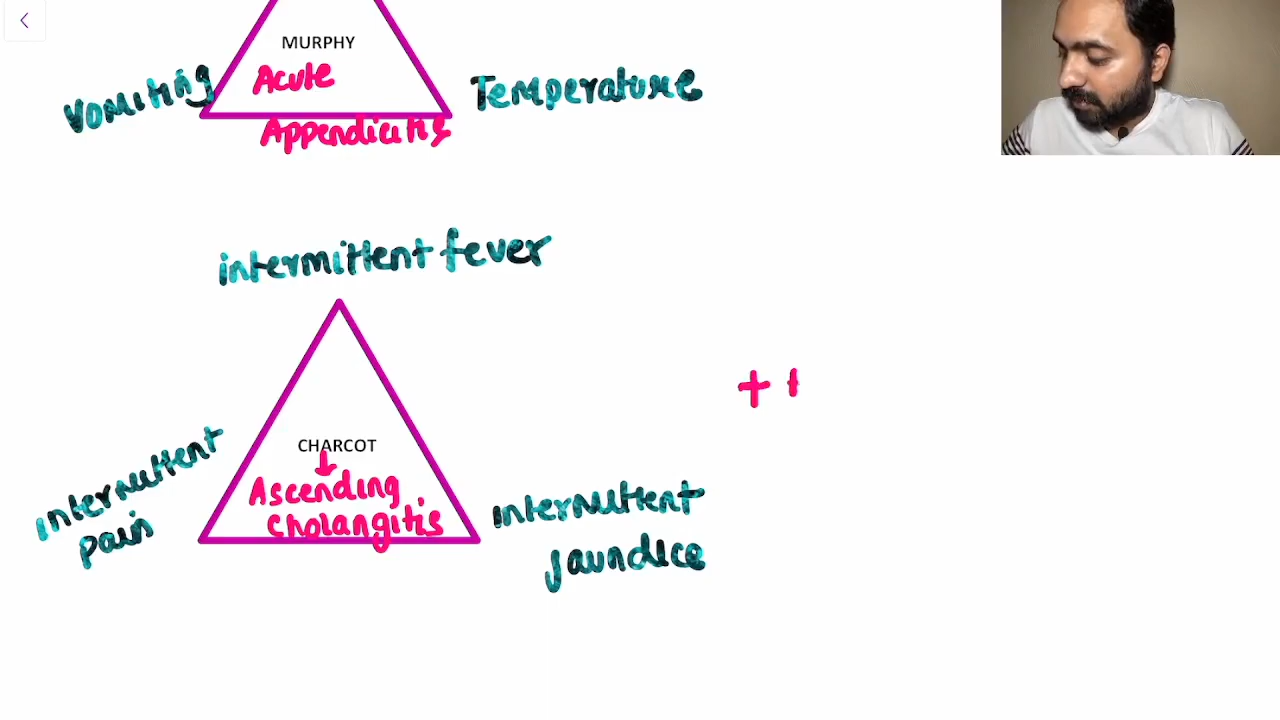 MURPHY
Acute
vomiting
Temperature
Appendicitis
intermittent fever
CHARCOT
intermittent
pain
Ascending
Cholangitis
intermittent
jaundice
+